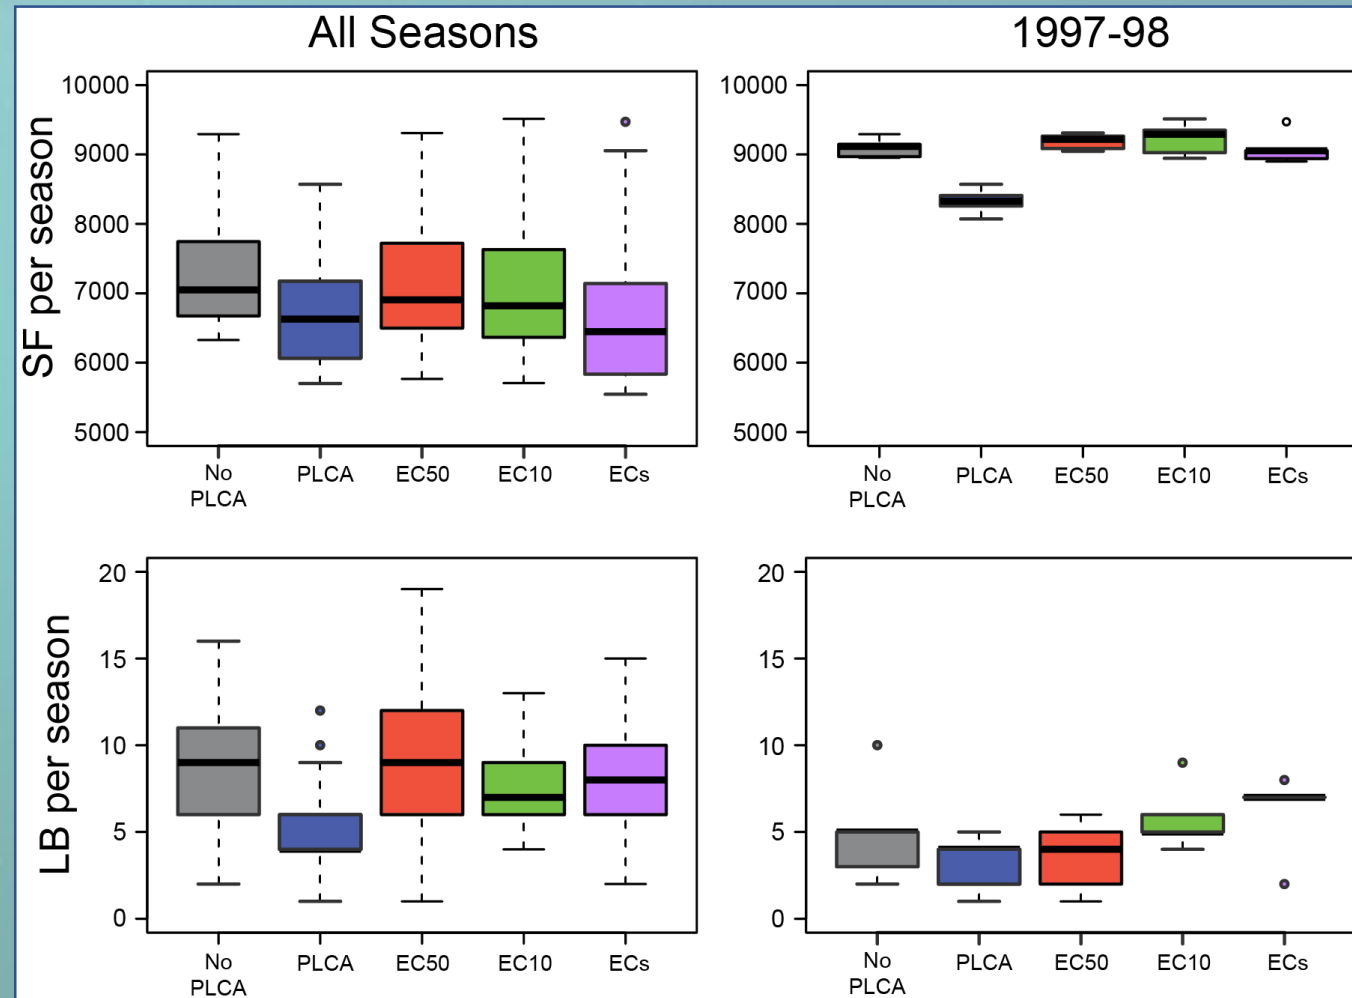 All Seasons
1997-98
SF per season
10000
9000
8000
7000
6000
5000
No
PLCA
PLCA
EC50
EC10
ECs
10000
9000
8000
7000
6000
5000
No
PLCA
PLCA
EC50
EC10
ECs
LB per season
20
15
10
5
0
No
PLCA
PLCA
EC50
EC10
ECs
20
15
10
5
0
No
PLCA
PLCA
EC50
EC10
ECs